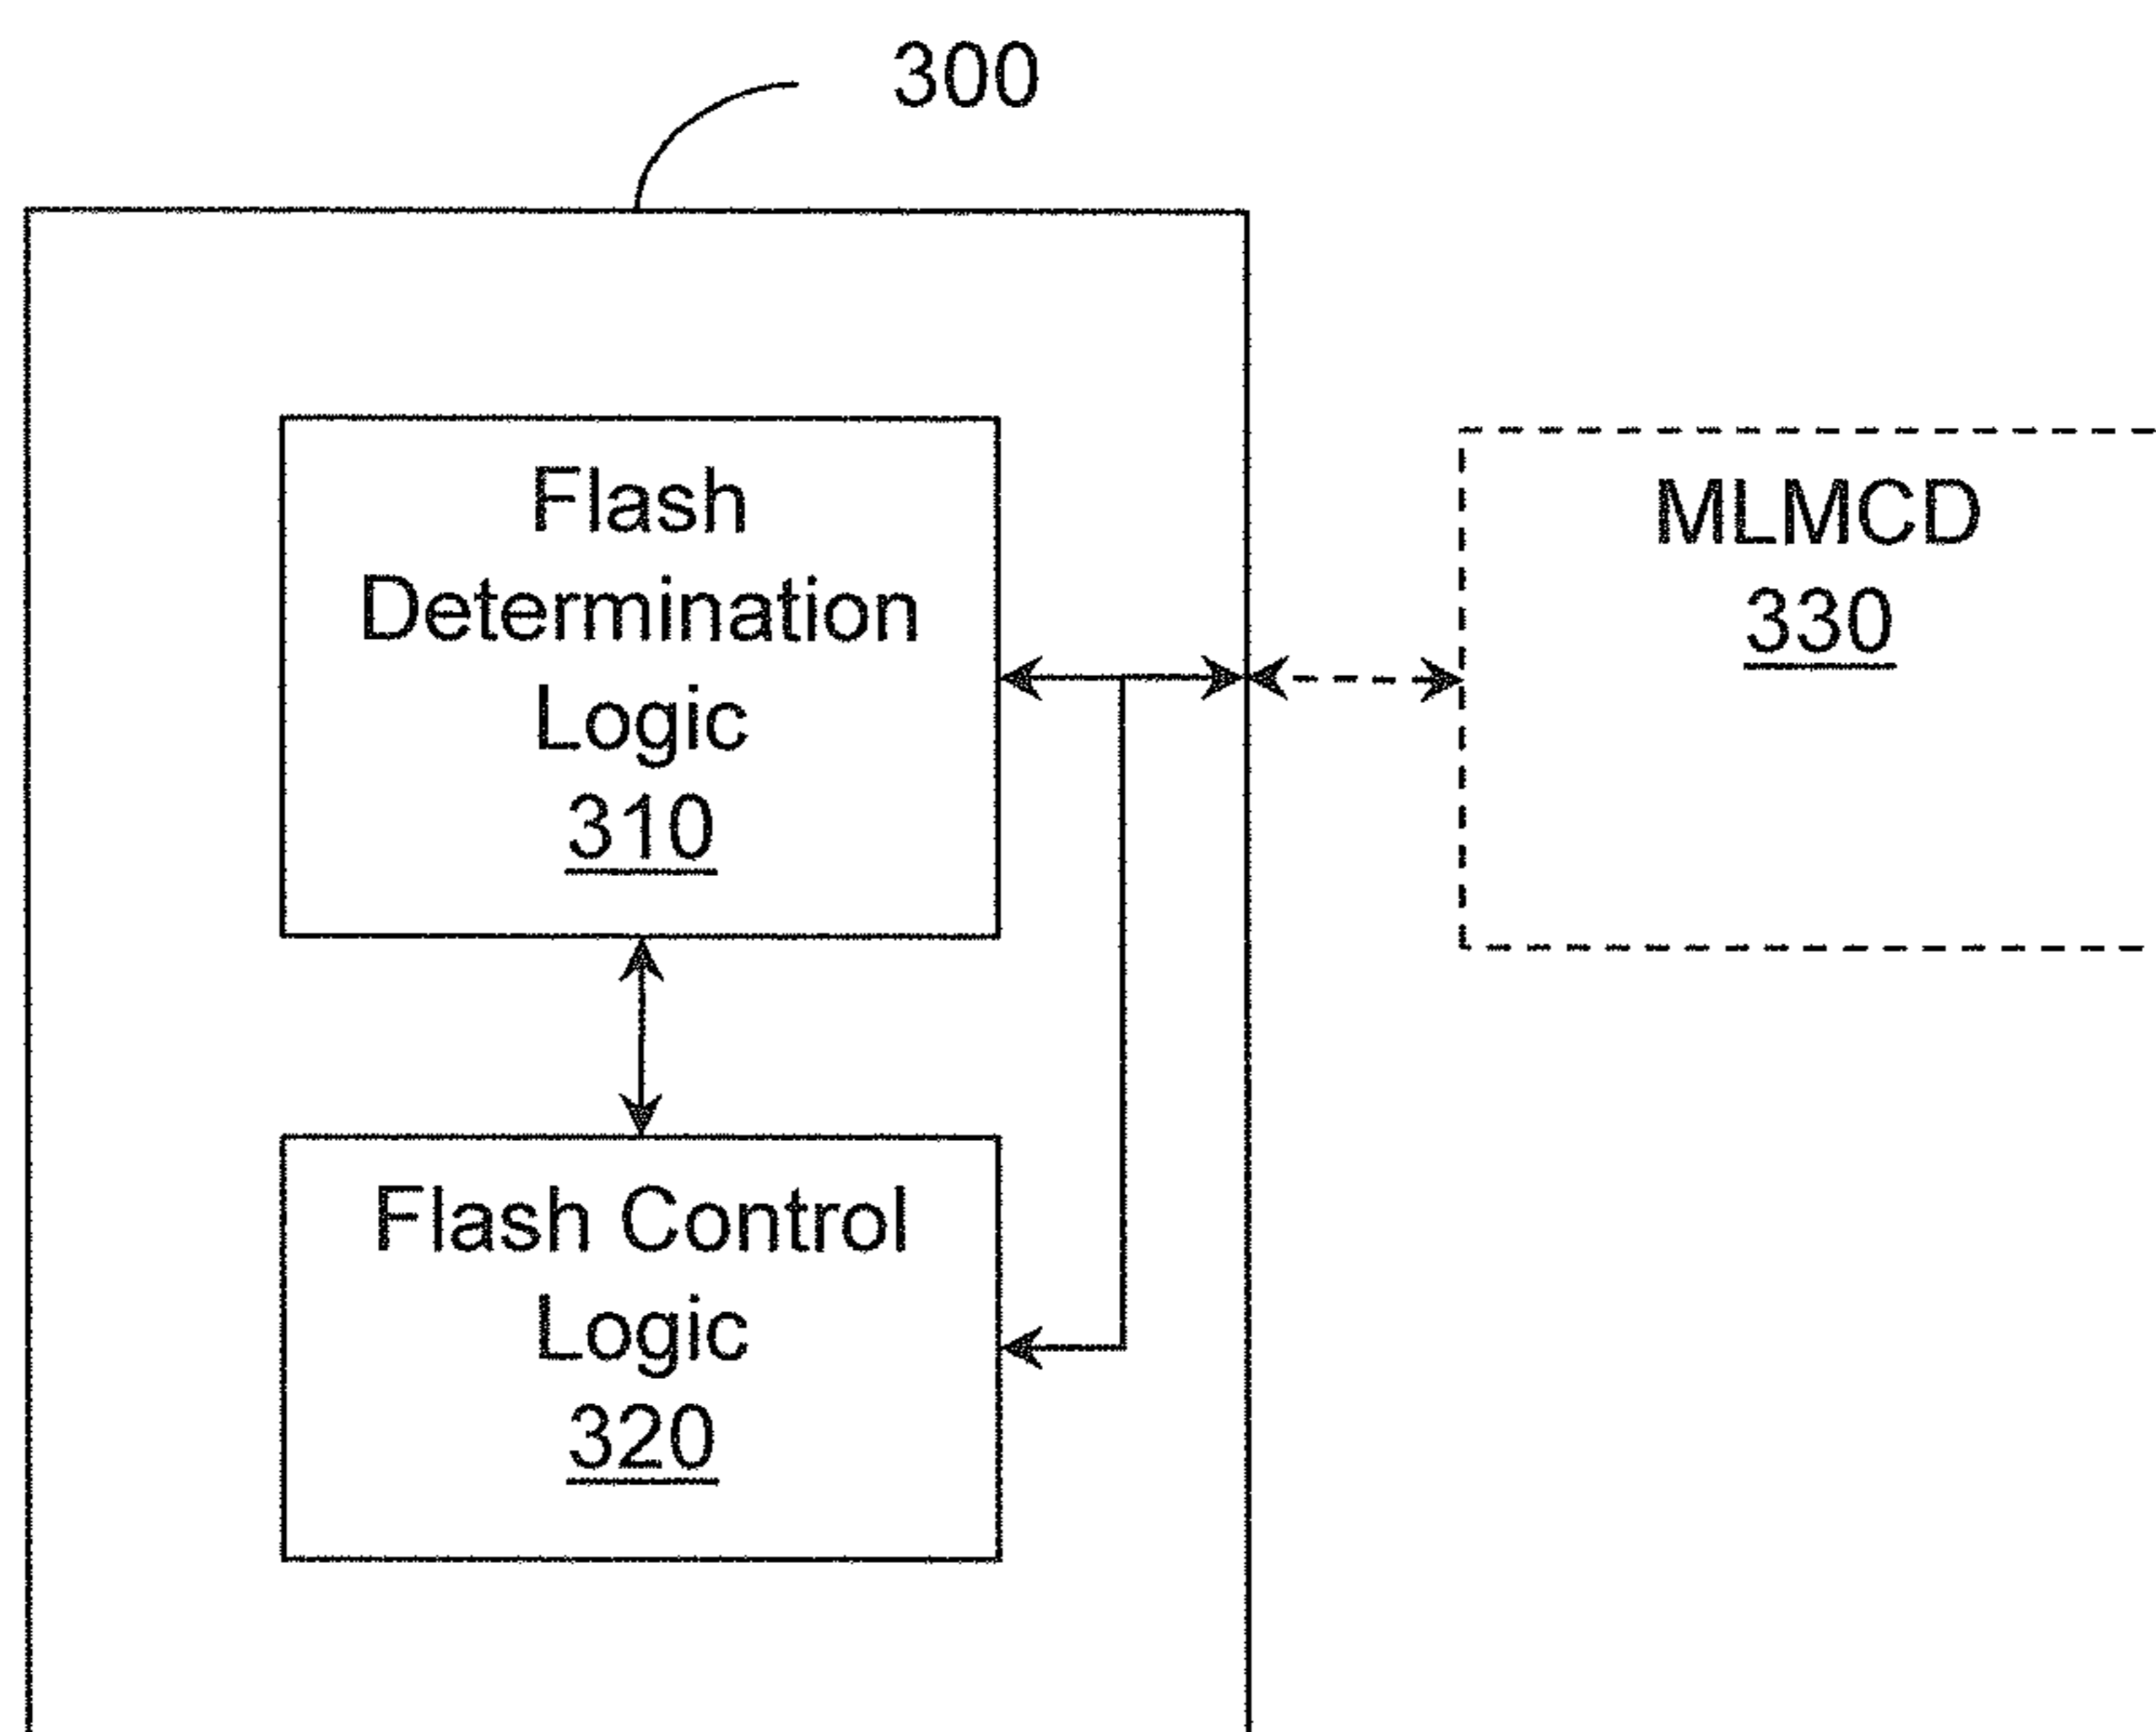 300
Flash
Determination
Logic
310
MLMCD
330
Flash Control
Logic
320